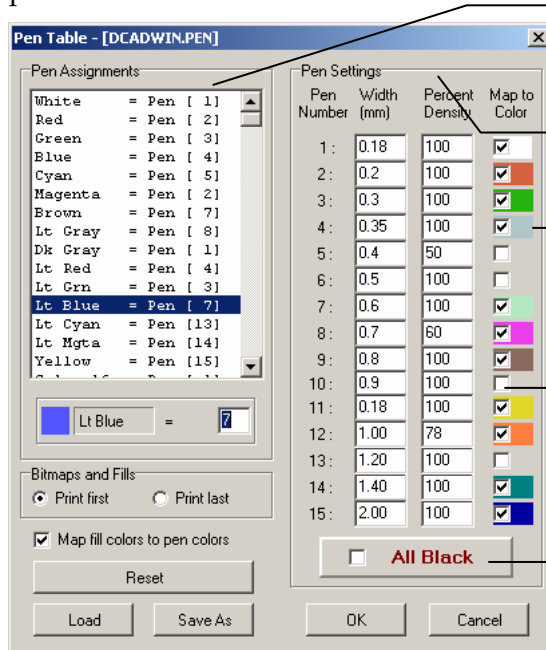 Pen Table - [DCADWIN.PEN]
Pen Assignments
White = Pen [ 1]
Red = Pen [ 2]
Green = Pen [ 3]
Blue = Pen [ 4]
Cyan = Pen [ 5]
Magenta = Pen [ 2]
Brown = Pen [ 7]
Lt Gray = Pen [ 8]
Dk Gray = Pen [ 1]
Lt Red = Pen [ 4]
Lt Grn = Pen [ 3]
Lt Blue = Pen [ 7]
Lt Cyan = Pen [13]
Lt Mgta = Pen [14]
Yellow = Pen [15]
Lt Blue = 7
Bitmaps and Fills
Print first Print last
Map fill colors to pen colors
Reset
Load Save As
Pen Settings
Pen Width Percent Map to
Number (mm) Density Color
1 : 0.18 100
2 : 0.2 100
3 : 0.3 100
4 : 0.35 100
5 : 0.4 50
6 : 0.5 100
7 : 0.6 100
8 : 0.7 60
9 : 0.8 100
10 : 0.9 100
11 : 0.18 100
12 : 1.00 78
13 : 1.20 100
14 : 1.40 100
15 : 2.00 100
All Black
OK Cancel